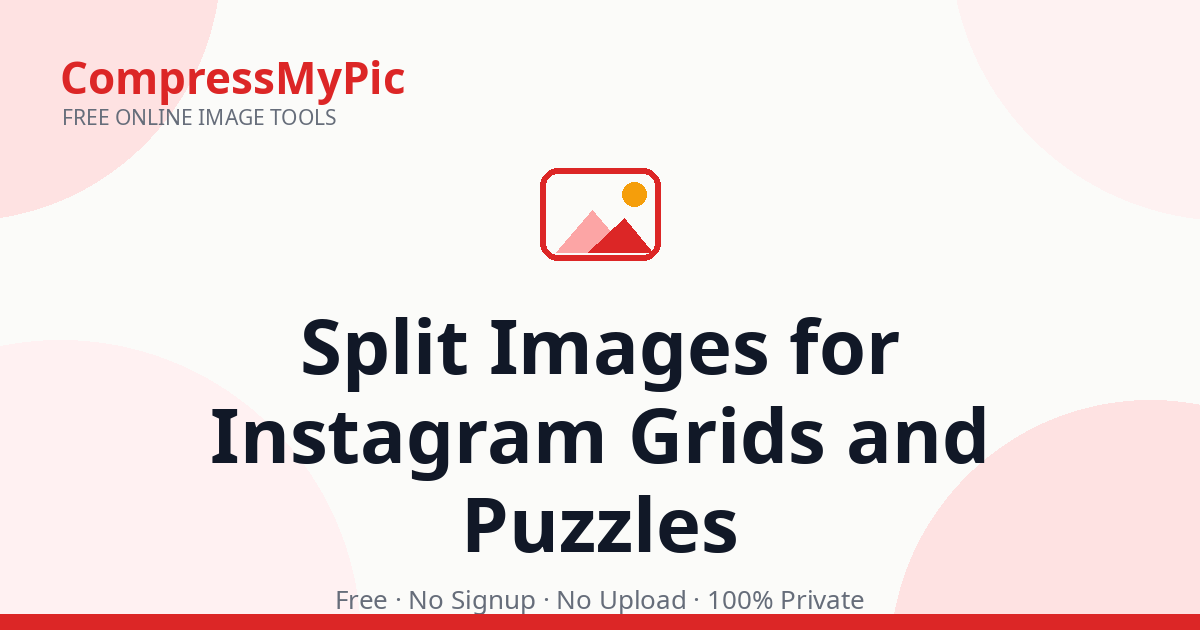 CompressMyPic
FREE ONLINE IMAGE TOOLS
Split Images for
Instagram Grids and
Puzzles
Free · No Signup · No Upload · 100% Private